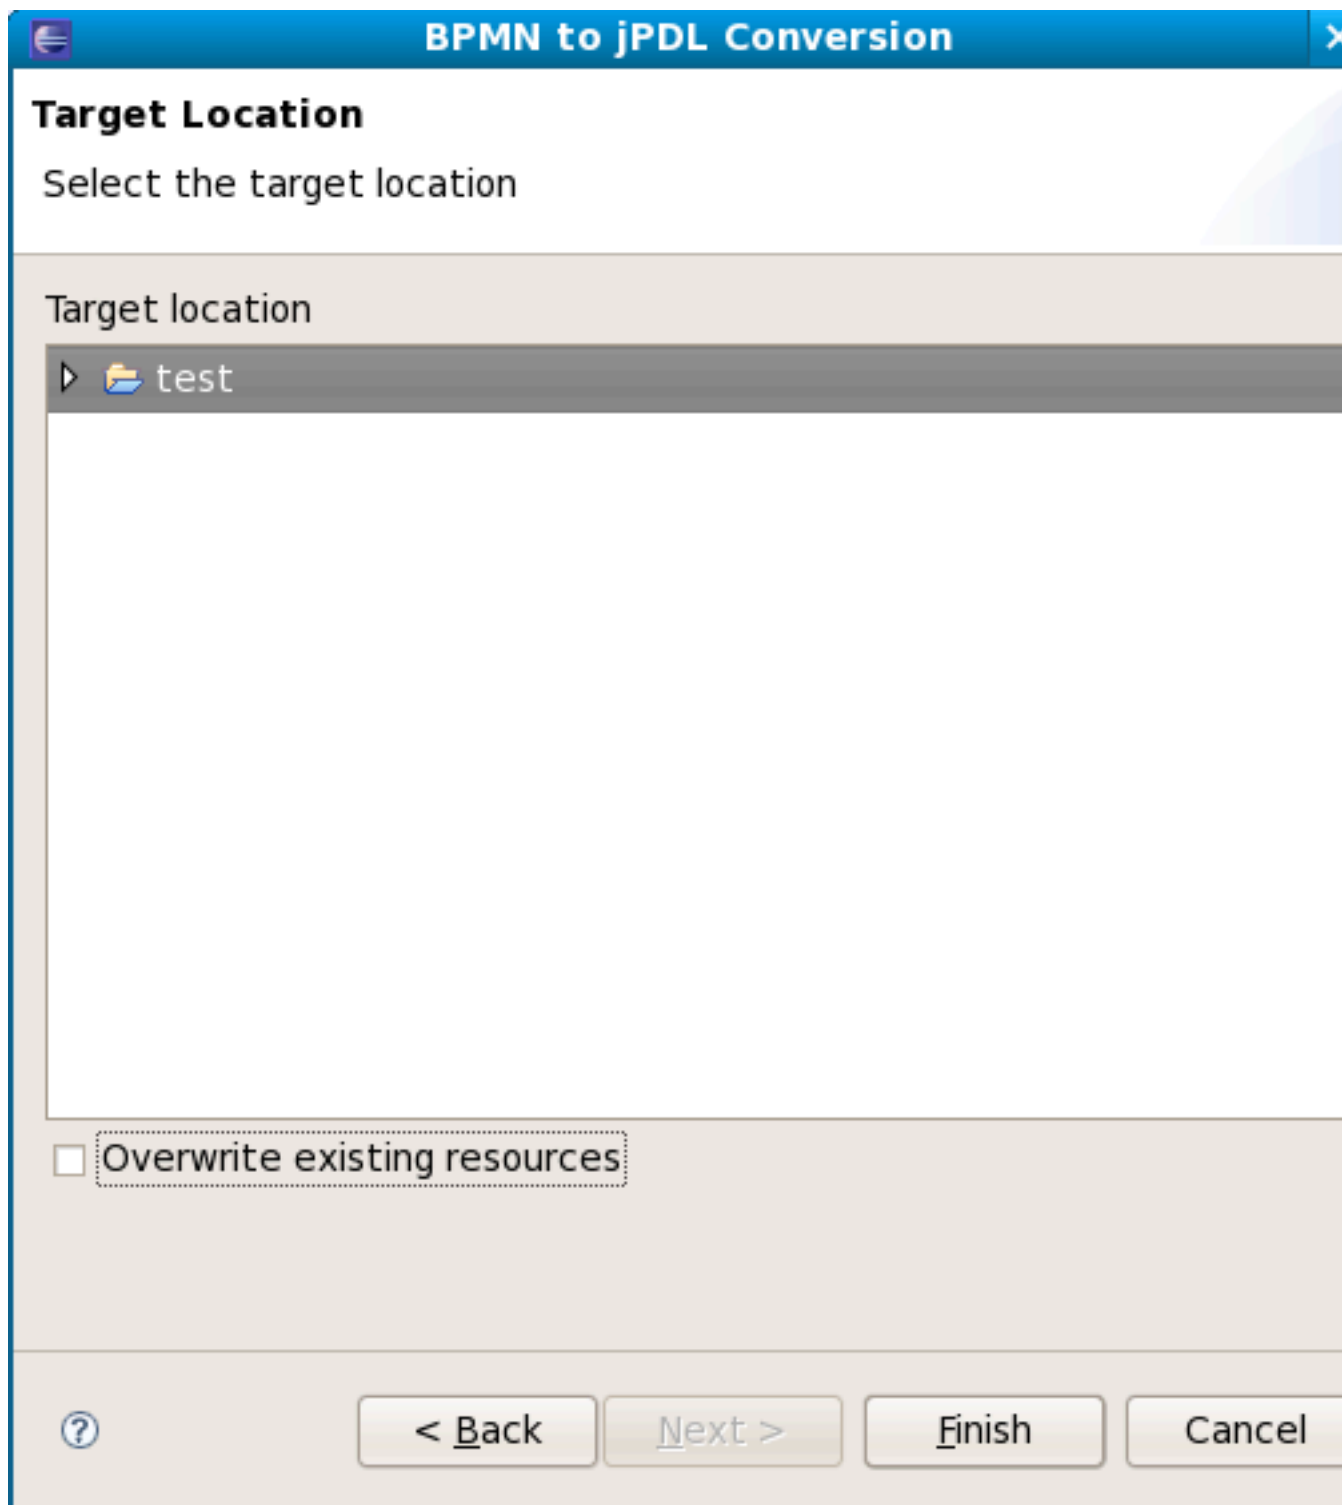 BPMN to jPDL Conversion
Target Location
Select the target location
Target location
test
Overwrite existing resources
< Back Next > Finish Cancel